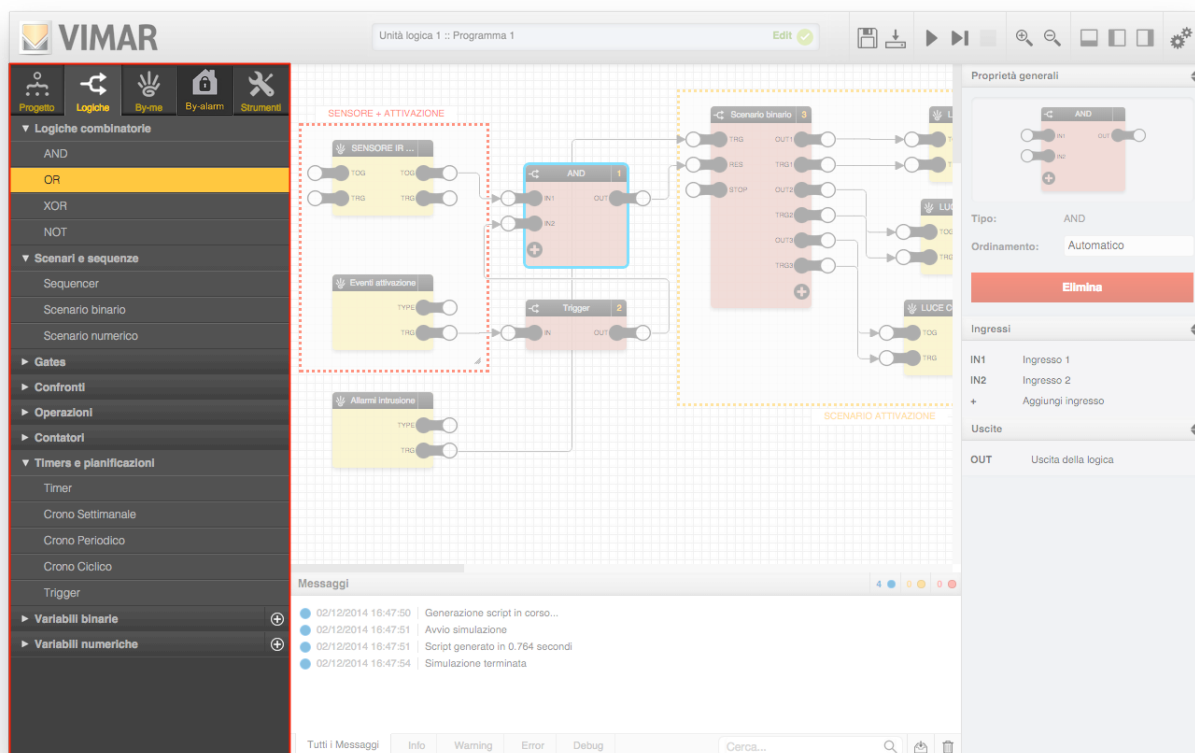 VIMAR
Unità logica 1 :: Programma 1
Edit
Progetto
Logiche
By-me
By-alarm
Strumenti
Logiche combinatorie
AND
OR
XOR
NOT
Scenari e sequenze
Sequencer
Scenario binario
Scenario numerico
Gates
Confronti
Operazioni
Contatori
Timers e pianificazioni
Timer
Crono Settimanale
Crono Periodico
Crono Ciclico
Trigger
Variabili binarie
Variabili numeriche
SENSORE + ATTIVAZIONE
SENSORE IR ...
TOG TOG
TRG TRG
Eventi attivazione
TYPE
TRG
Allarmi intrusione
TYPE
TRG
AND 1
IN1 OUT
IN2
Trigger 2
IN OUT
Scenario binario 3
TRG OUT1
RES TRG1
STOP OUT2
TRG2
OUT3
TRG3
LUC
TOG
TRG
LUCE C
TOG
TRG
SCENARIO ATTIVAZIONE
Messaggi
4 0 0
02/12/2014 16:47:50 Generazione script in corso...
02/12/2014 16:47:51 Avvio simulazione
02/12/2014 16:47:51 Script generato in 0.764 secondi
02/12/2014 16:47:54 Simulazione terminata
Tutti i Messaggi
Info
Warning
Error
Debug
Cerca...
Proprietà generali
AND
IN1 OUT
IN2
Tipo: AND
Ordinamento: Automatico
Elimina
Ingressi
IN1 Ingresso 1
IN2 Ingresso 2
+ Aggiungi ingresso
Uscite
OUT Uscita della logica